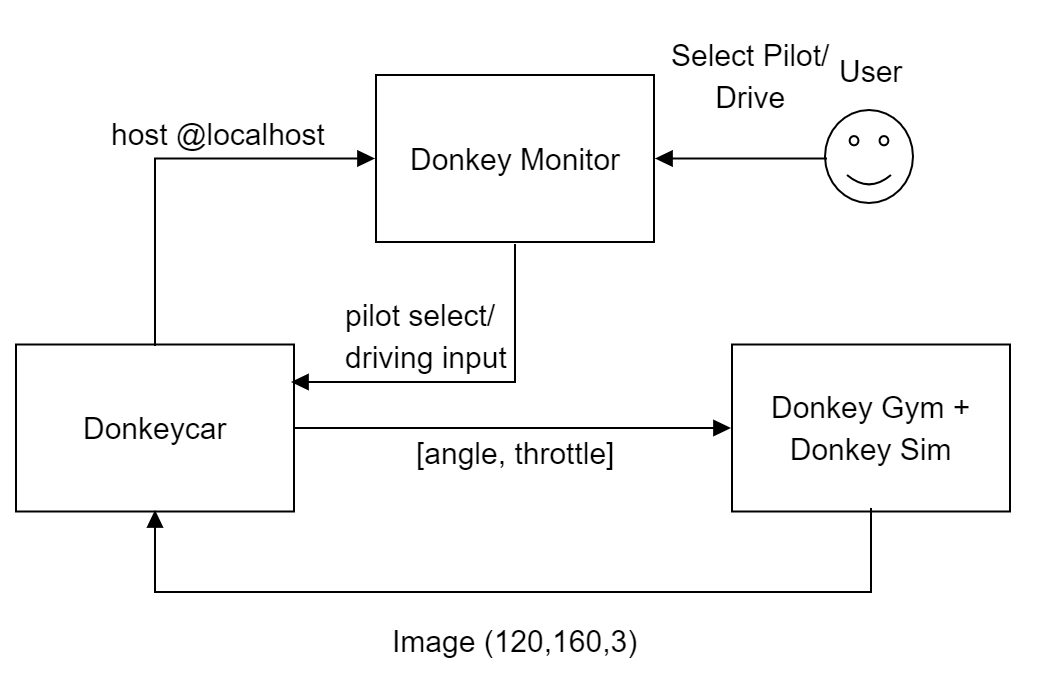 Select Pilot/
Drive
User
host @localhost
Donkey Monitor
pilot select/
driving input
Donkeycar
[angle, throttle]
Donkey Gym +
Donkey Sim
Image (120,160,3)